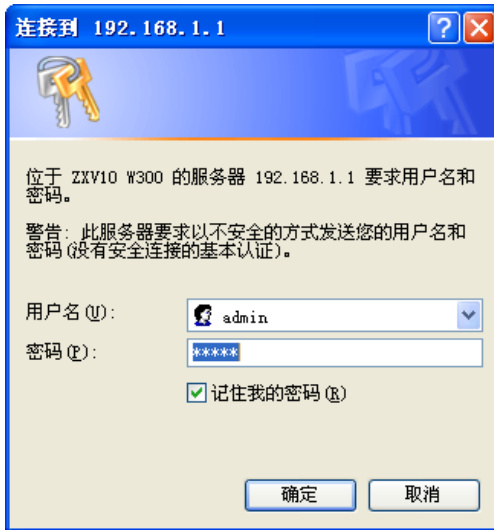 连接到 192.168.1.1
位于 ZXV10 W300 的服务器 192.168.1.1 要求用户名和
密码。
警告: 此服务器要求以不安全的方式发送您的用户名和
密码(没有安全连接的基本认证)。
用户名(U):
admin
密码(P):
*****
记住我的密码(R)
确定
取消